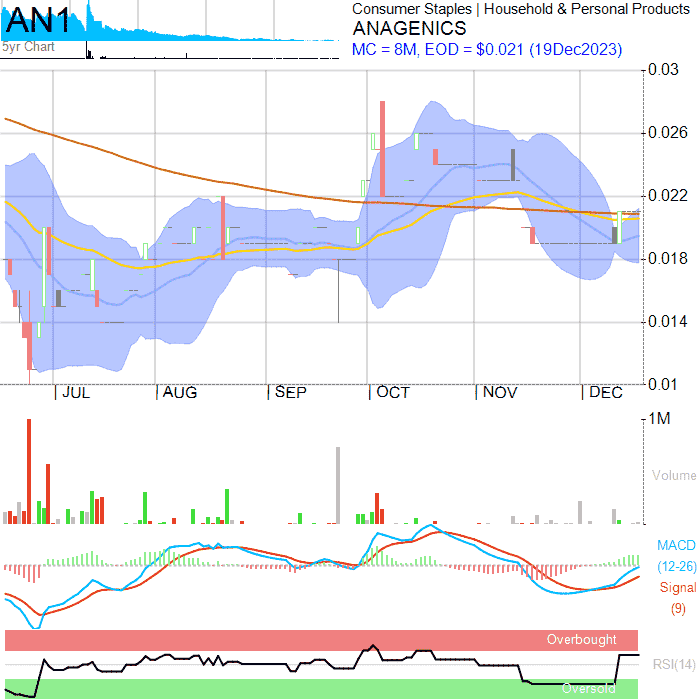 AN1
5yr Chart
Consumer Staples | Household & Personal Products
ANAGENICS
MC = 8M, EOD = $0.021 (19Dec2023)
0.03
0.026
0.022
0.018
0.014
0.01
JUL AUG SEP OCT NOV DEC
1M
Volume
MACD
(12-26)
Signal
(9)
Overbought
RSI(14)
Oversold